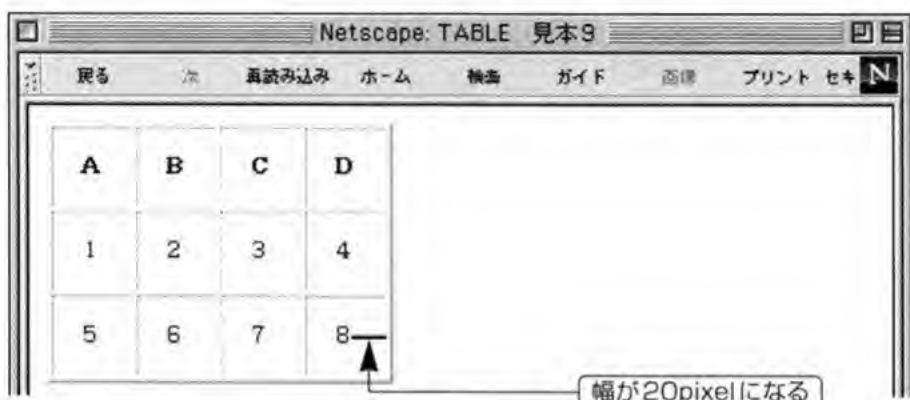 Netscape: TABLE 見本9
戻る 次 再読み込み ホーム 検索 ガイド 画像 プリント セキ N
A B C D
1 2 3 4
5 6 7 8
幅が20pixelになる